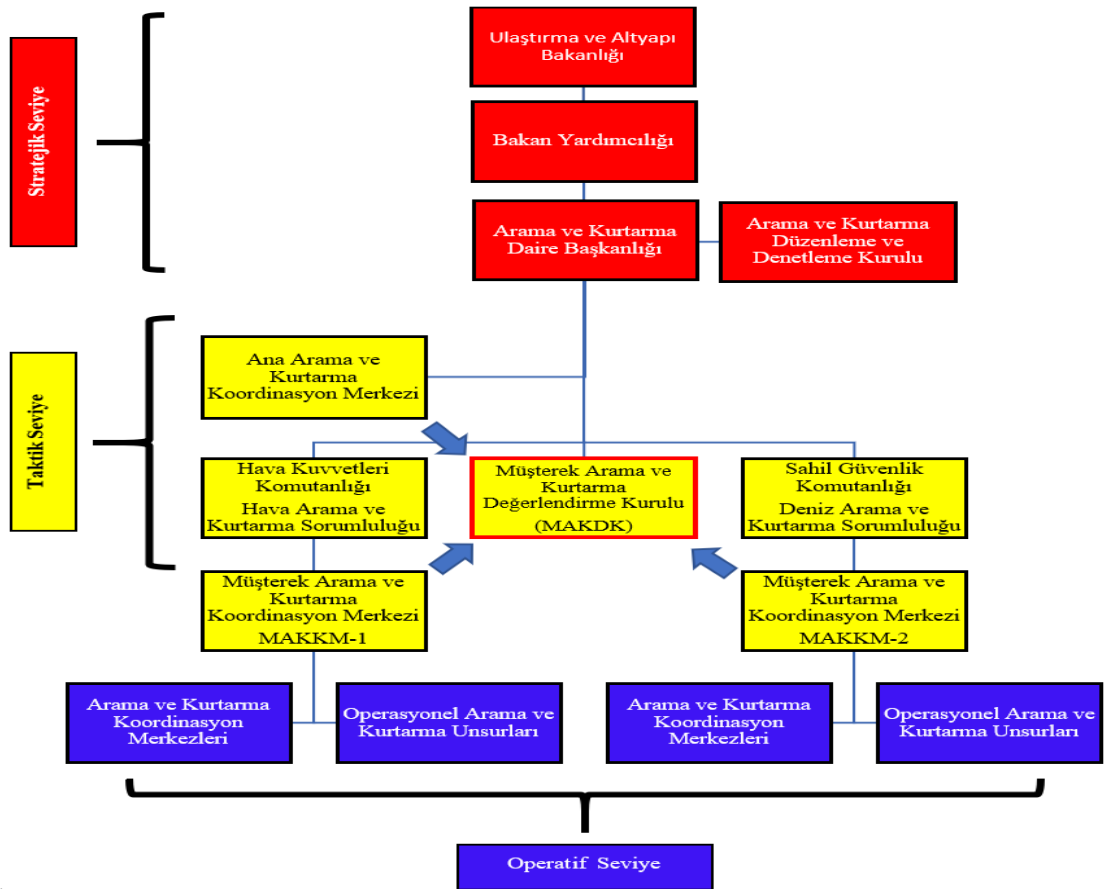 Stratejik Seviye
Ulaştırma ve Altyapı
Bakanlığı
Bakan Yardımcılığı
Arama ve Kurtarma
Daire Başkanlığı
Arama ve Kurtarma
Düzenleme ve
Denetleme Kurulu
Taktik Seviye
Ana Arama ve
Kurtarma
Koordinasyon Merkezi
Hava Kuvvetleri
Komutanlığı
Hava Arama ve
Kurtarma Sorumluluğu
Müşterek Arama ve
Kurtarma
Değerlendirme Kurulu
(MAKDK)
Sahil Güvenlik
Komutanlığı
Deniz Arama ve
Kurtarma Sorumluluğu
Müşterek Arama ve
Kurtarma
Koordinasyon Merkezi
MAKKM-1
Müşterek Arama ve
Kurtarma
Koordinasyon Merkezi
MAKKM-2
Arama ve Kurtarma
Koordinasyon
Merkezleri
Operasyonel Arama ve
Kurtarma Unsurları
Arama ve Kurtarma
Koordinasyon
Merkezleri
Operasyonel Arama ve
Kurtarma Unsurları
Operatif Seviye